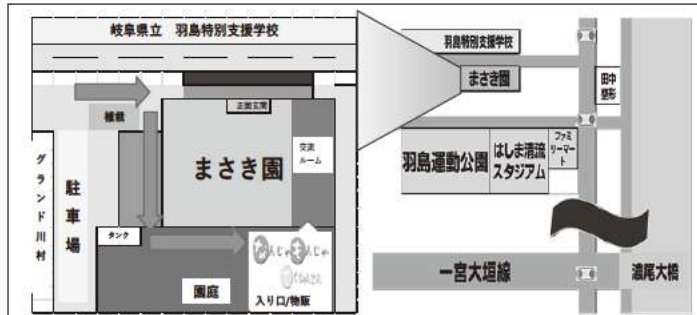 岐阜県立 羽島特別支援学校
正面玄関
植栽
まさき園
交流
ルーム
グランド川村
駐車場
タンク
園庭
入り口/物販
羽島特別支援学校
まさき園
田中
整形
羽島運動公園
はしま清流
スタジアム
ファミ
リーマー
ト
一宮大垣線
濃尾大橋